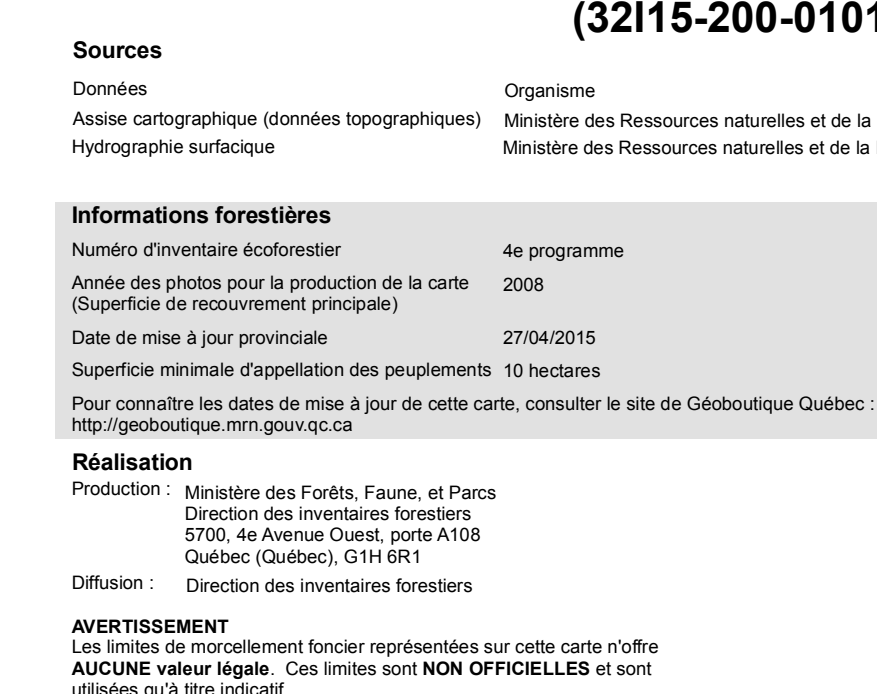 (32I15-200-0101
Sources
Données Organisme
Assise cartographique (données topographiques) Ministère des Ressources naturelles et de la
Hydrographie surfacique Ministère des Ressources naturelles et de la
Informations forestières
Numéro d'inventaire écoforestier 4e programme
Année des photos pour la production de la carte 2008
(Superficie de recouvrement principale)
Date de mise à jour provinciale 27/04/2015
Superficie minimale d'appellation des peuplements 10 hectares
Pour connaître les dates de mise à jour de cette carte, consulter le site de Géoboutique Québec :
http://geoboutique.mrn.gouv.qc.ca
Réalisation
Production : Ministère des Forêts, Faune, et Parcs
Direction des inventaires forestiers
5700, 4e Avenue Ouest, porte A108
Québec (Québec), G1H 6R1
Diffusion : Direction des inventaires forestiers
AVERTISSEMENT
Les limites de morcellement foncier représentées sur cette carte n'offre
AUCUNE valeur légale. Ces limites sont NON OFFICIELLES et sont
utilisées qu'à titre indicatif